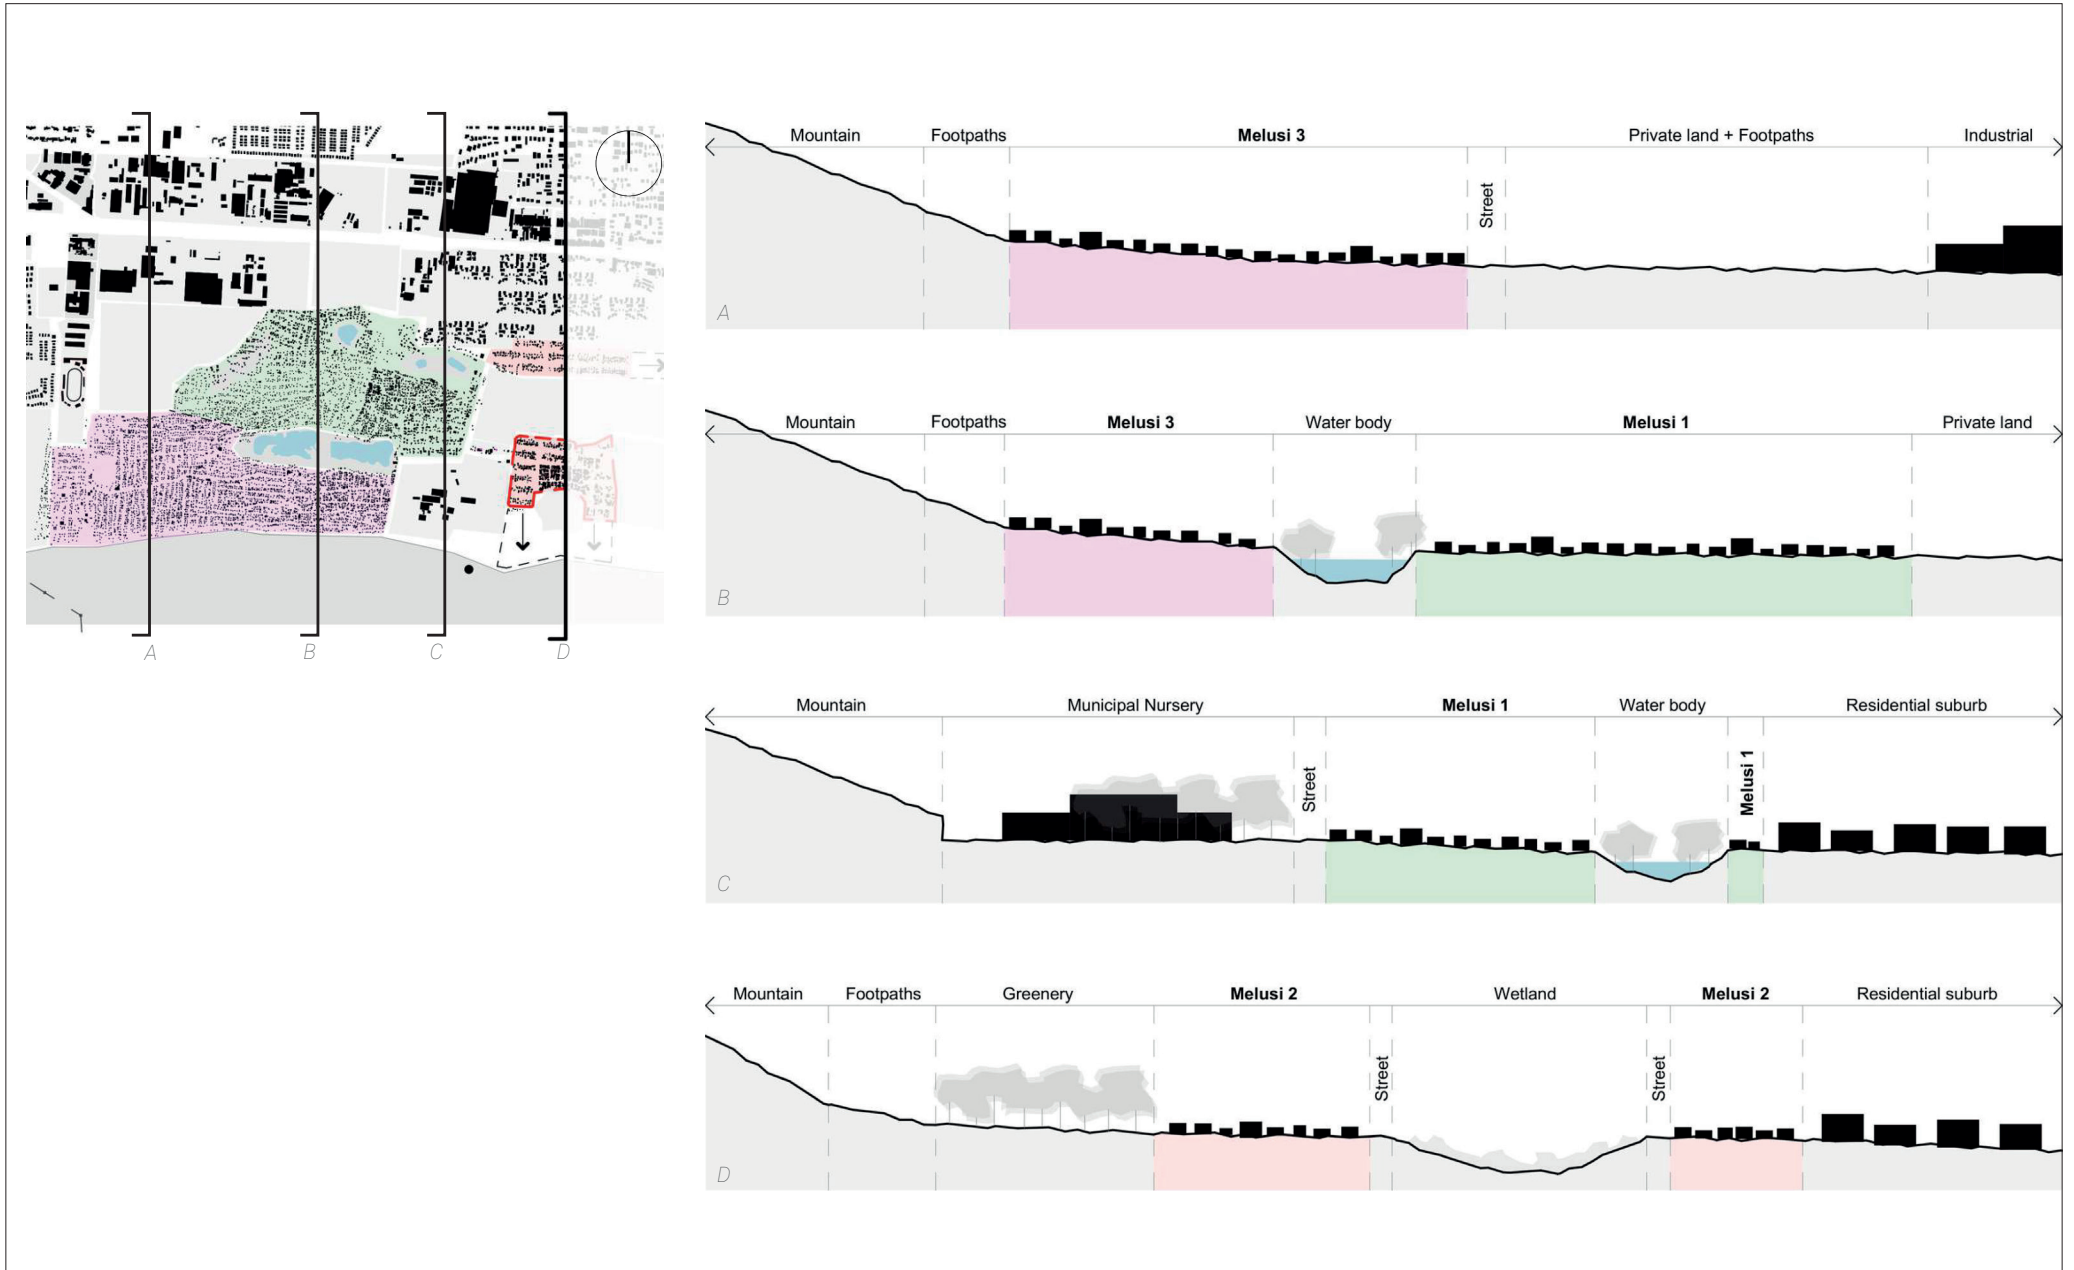 A B C D
Mountain Footpaths Melusi 3 Private land + Footpaths Industrial
Street
A
Mountain Footpaths Melusi 3 Water body Melusi 1 Private land
B
Mountain Municipal Nursery Melusi 1 Water body Residential suburb
Street
Melusi 1
C
Mountain Footpaths Greenery Melusi 2 Wetland Melusi 2 Residential suburb
Street
Street
D